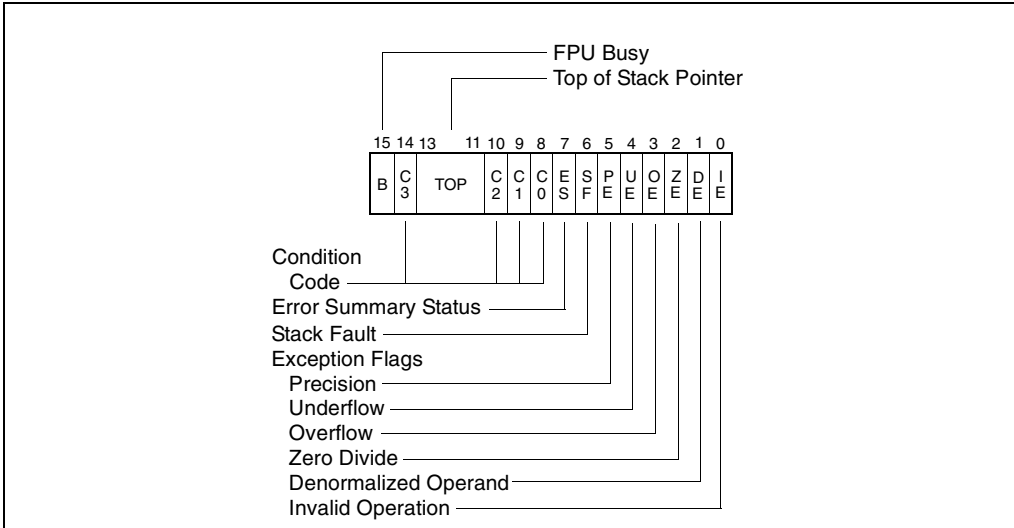 FPU Busy
Top of Stack Pointer
15 14 13 11 10 9 8 7 6 5 4 3 2 1 0
B C3 TOP C2 C1 C0 ES SF PE UE OE ZE DE IE
Condition
Code
Error Summary Status
Stack Fault
Exception Flags
Precision
Underflow
Overflow
Zero Divide
Denormalized Operand
Invalid Operation